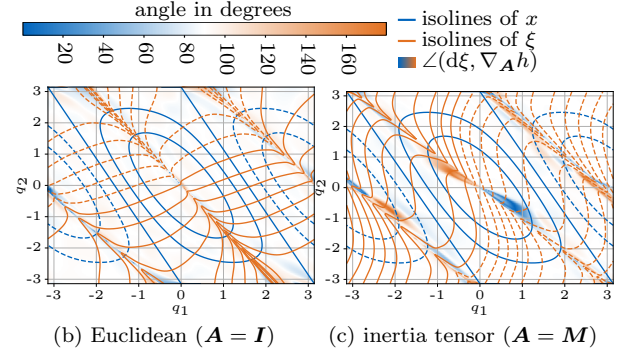 angle in degrees
20 40 60 80 100 120 140 160
isolines of x
isolines of ξ
∠(dξ, ∇_A h)
3 2 1 0 -1 -2 -3
q₂
-3 -2 -1 0 1 2 3
q₁
3 2 1 0 -1 -2 -3
q₂
-3 -2 -1 0 1 2 3
q₁
(b) Euclidean (A = I)
(c) inertia tensor (A = M)